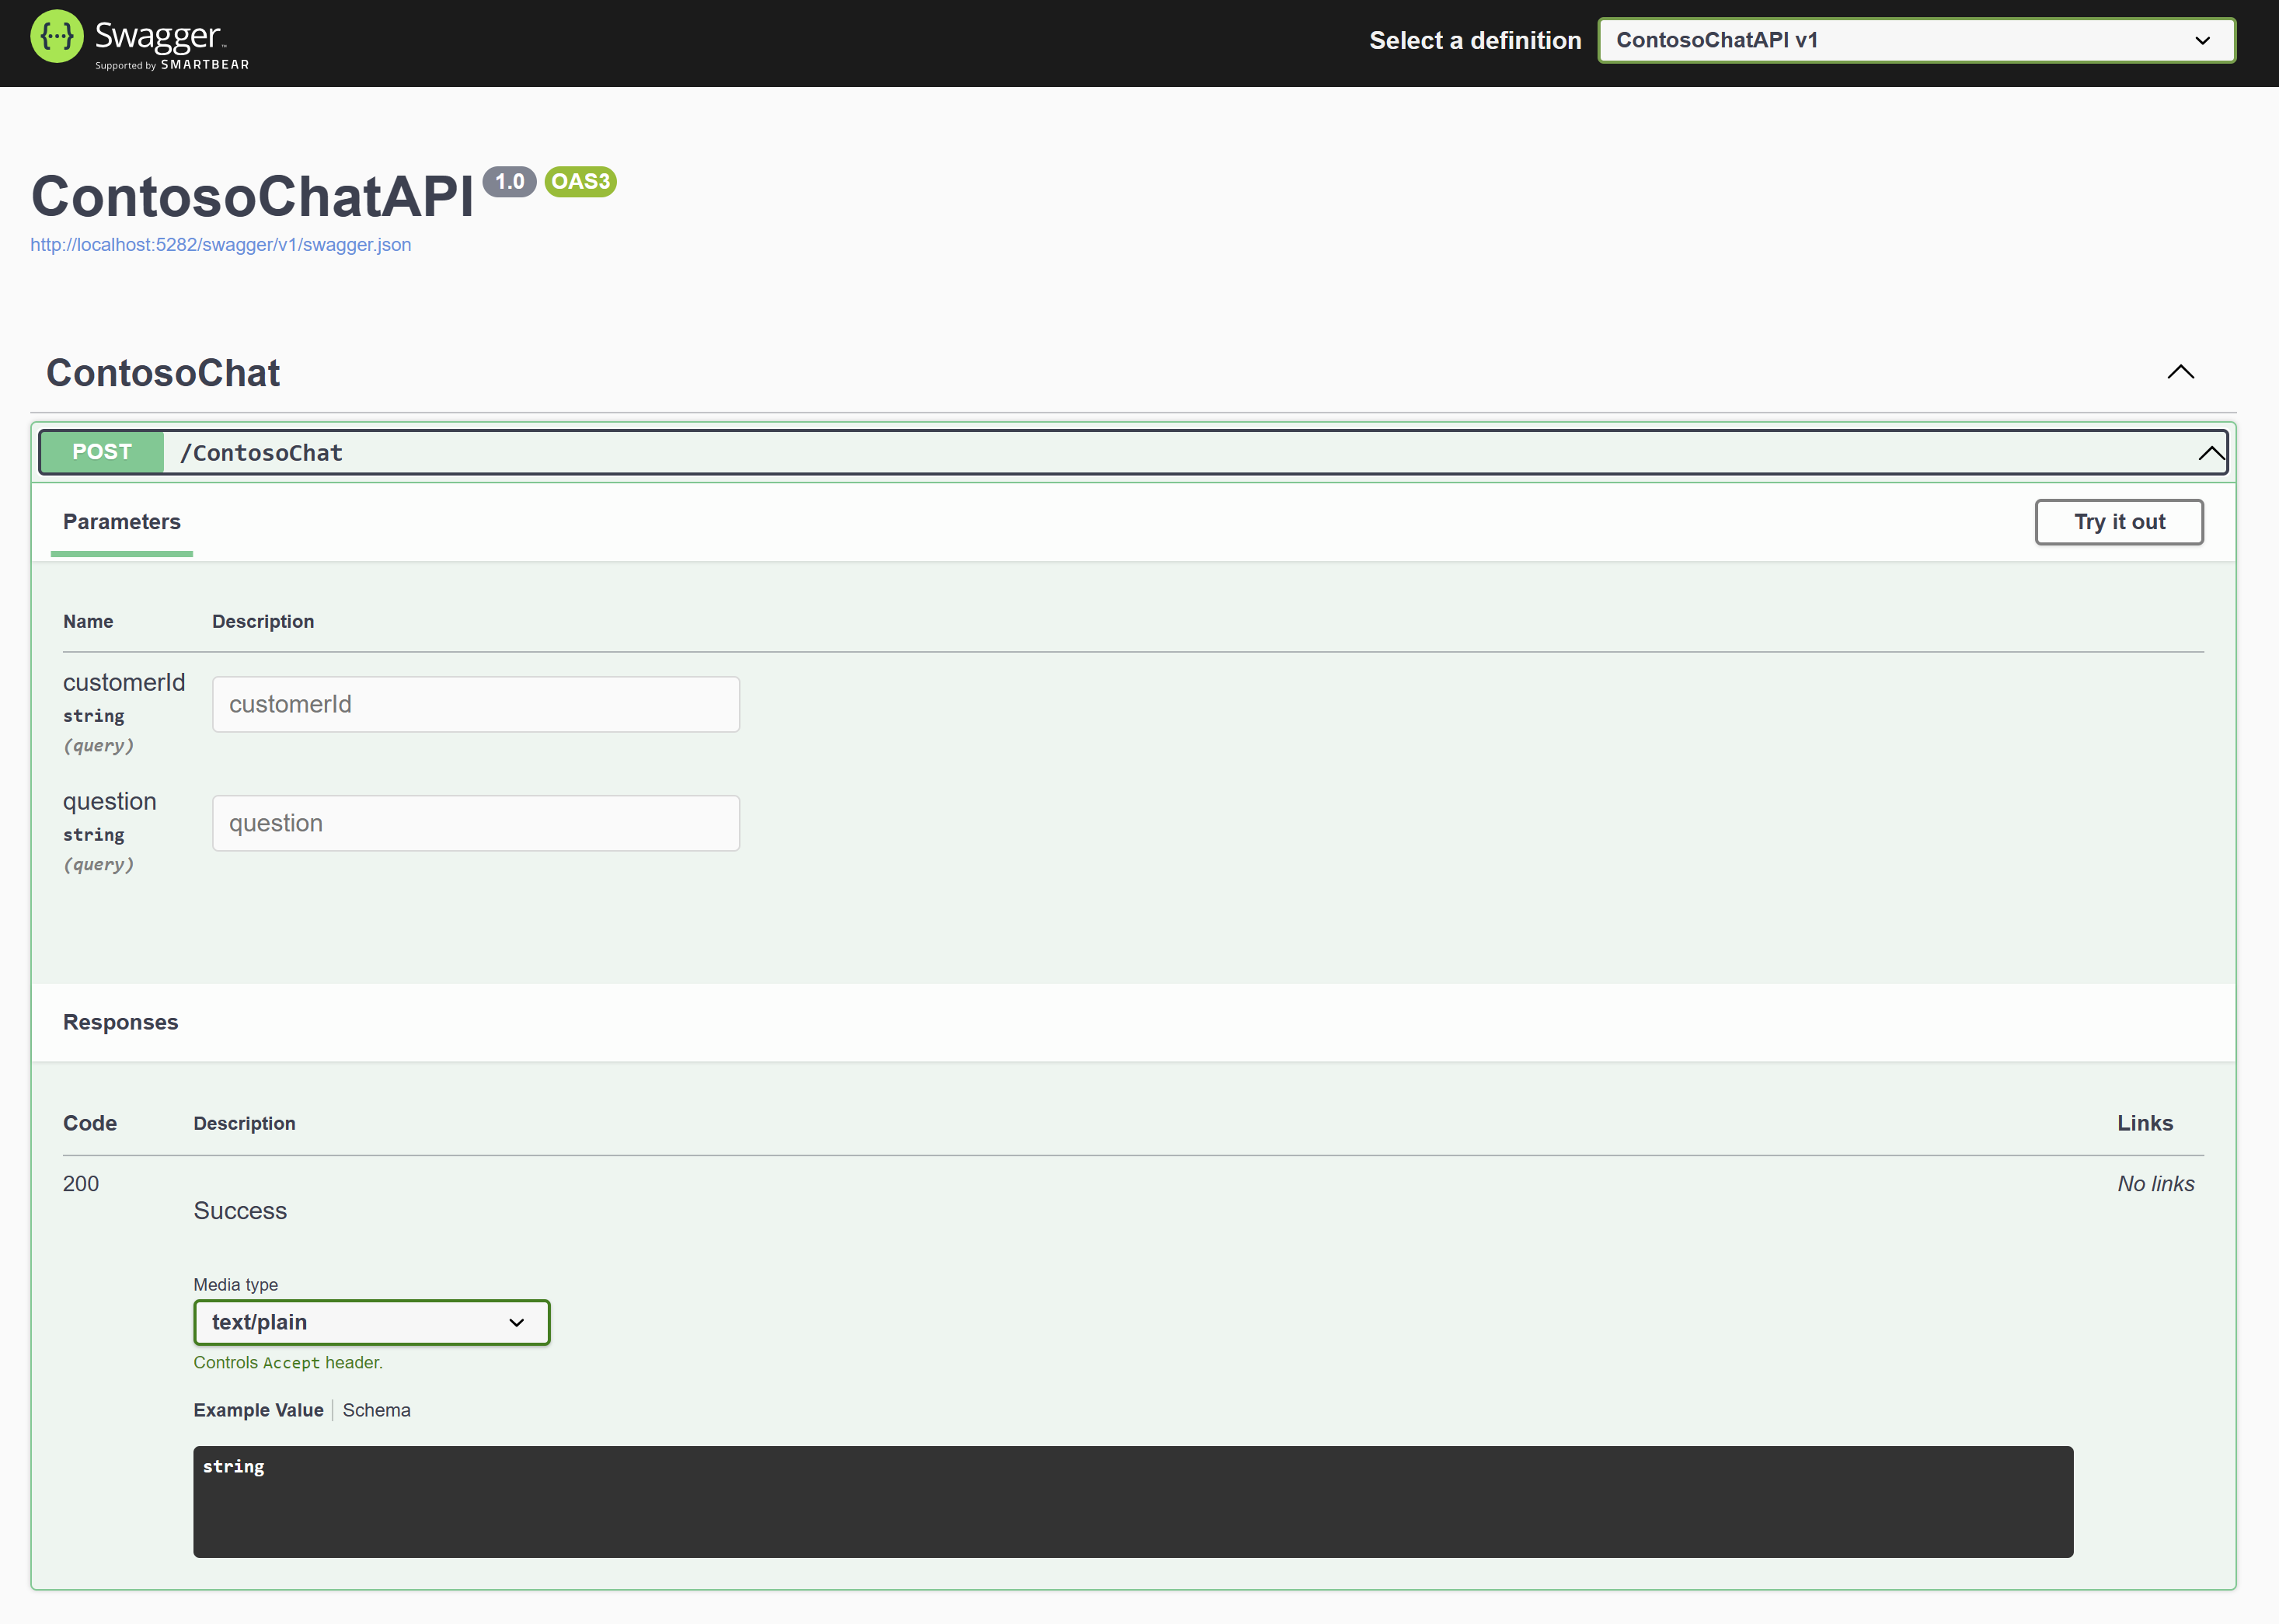 Swagger
Supported by SMARTBEAR
Select a definition
ContosoChatAPI v1
ContosoChatAPI 1.0 OAS3
http://localhost:5282/swagger/v1/swagger.json
ContosoChat
POST /ContosoChat
Parameters
Try it out
Name Description
customerId
string
(query)
customerId
question
string
(query)
question
Responses
Code Description Links
200
Success
No links
Media type
text/plain
Controls Accept header.
Example Value Schema
string